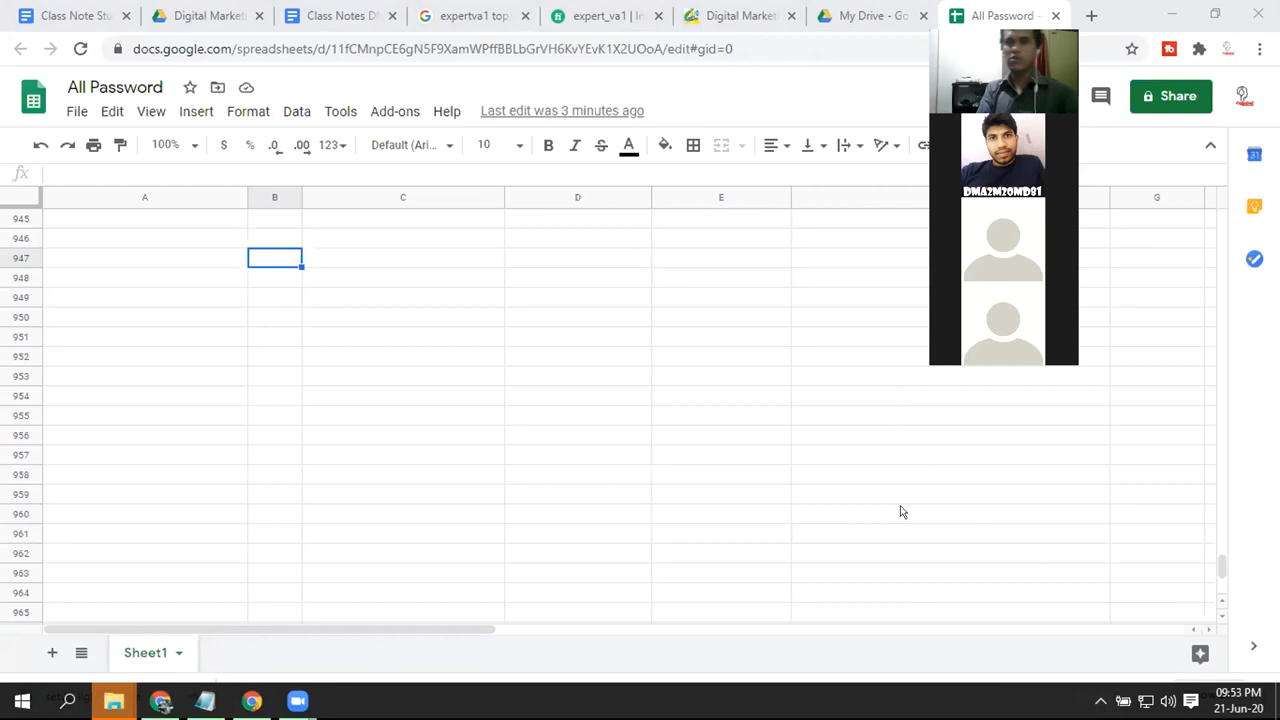 Class Note Stu
Digital Market
Class Notes D
expertva1 top
expert_va1 | In
Digital Market
My Drive - Go
All Password -
docs.google.com/spreadsheets/d/11fCMnpCE6gN5F9XamWPffBBLbGrVH6KvYEvK1X2UOoA/edit#gid=0
All Password
File Edit View Insert Format Data Tools Add-ons Help Last edit was 3 minutes ago
Share
100% $ % .0 .00 123 Default (Ari... 10 B I S A
fx
DMA2M20MD81
A B C D E G
945
946
947
948
949
950
951
952
953
954
955
956
957
958
959
960
961
962
963
964
965
Sheet1
09:53 PM
21-Jun-20